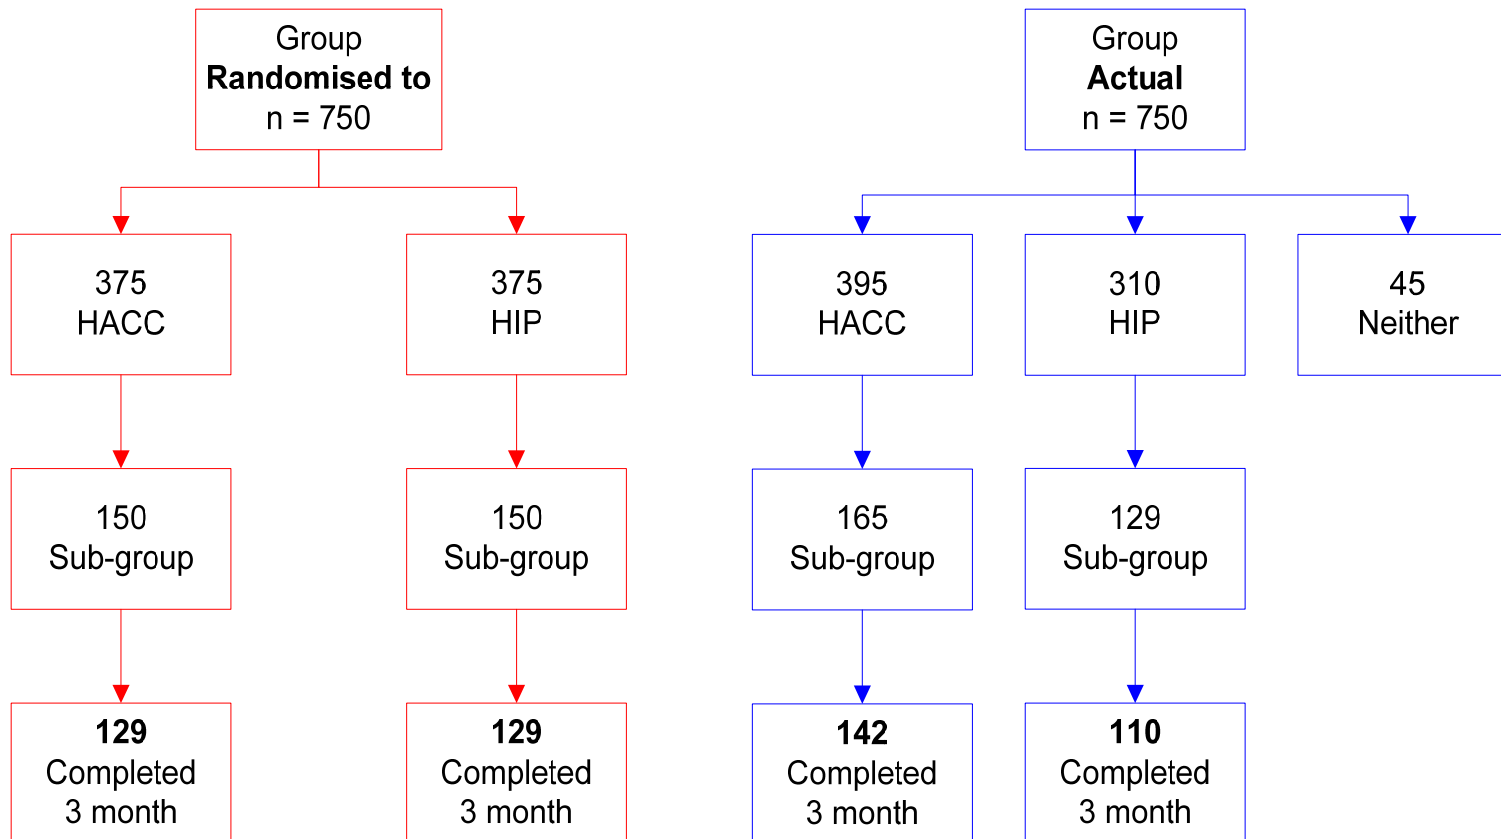 Group
Randomised to
n = 750
Group
Actual
n = 750
375
HACC
375
HIP
395
HACC
310
HIP
45
Neither
150
Sub-group
150
Sub-group
165
Sub-group
129
Sub-group
129
Completed
3 month
129
Completed
3 month
142
Completed
3 month
110
Completed
3 month